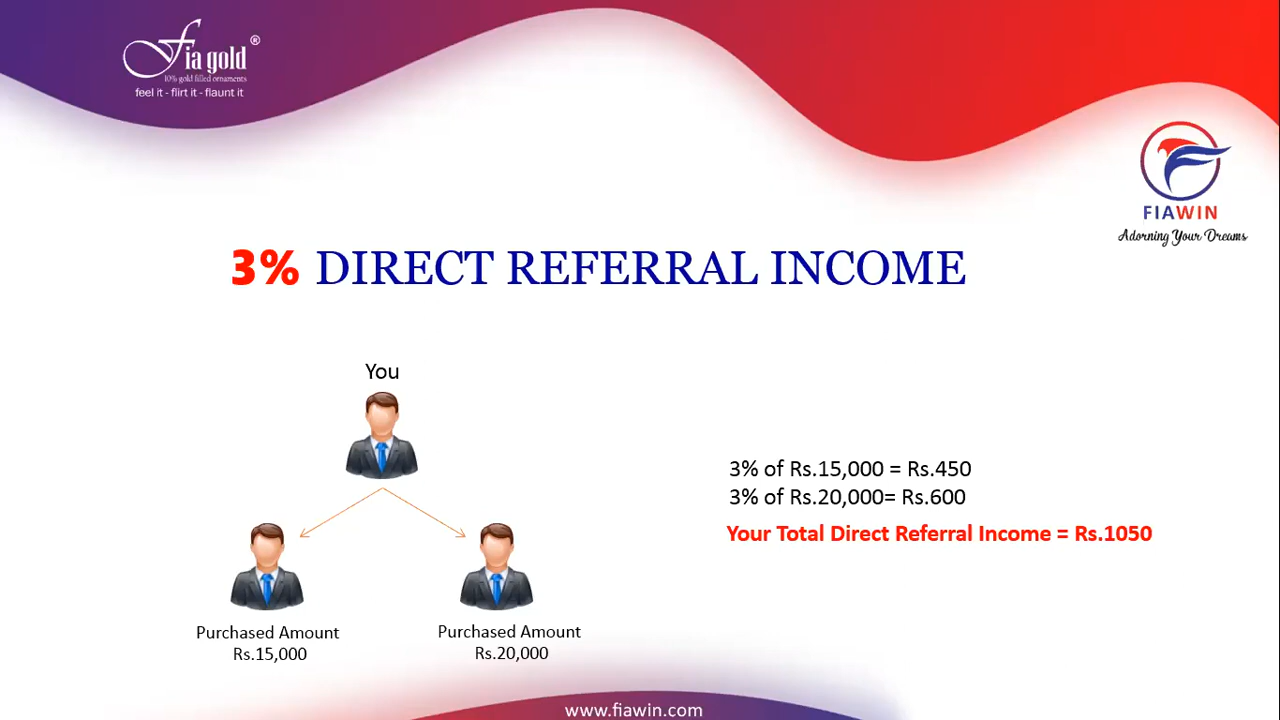 Fia gold ®
10% gold filled ornaments
feel it - flirt it - flaunt it
FIAWIN
Adorning Your Dreams
3% DIRECT REFERRAL INCOME
You
3% of Rs.15,000 = Rs.450
3% of Rs.20,000= Rs.600
Your Total Direct Referral Income = Rs.1050
Purchased Amount
Rs.15,000
Purchased Amount
Rs.20,000
www.fiawin.com